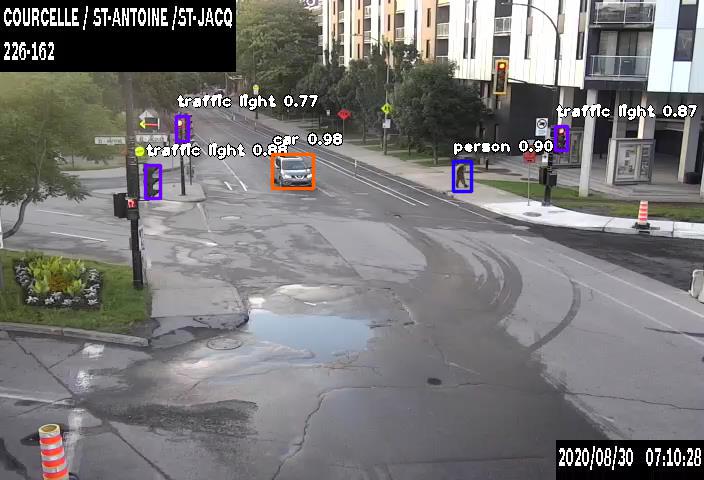 COURCELLE / ST-ANTOINE /ST-JACQ
226-162
traffic light 0.77
traffic light 0.87
car 0.98
person 0.90
traffic light 0.88
2020/08/30 07:10:28